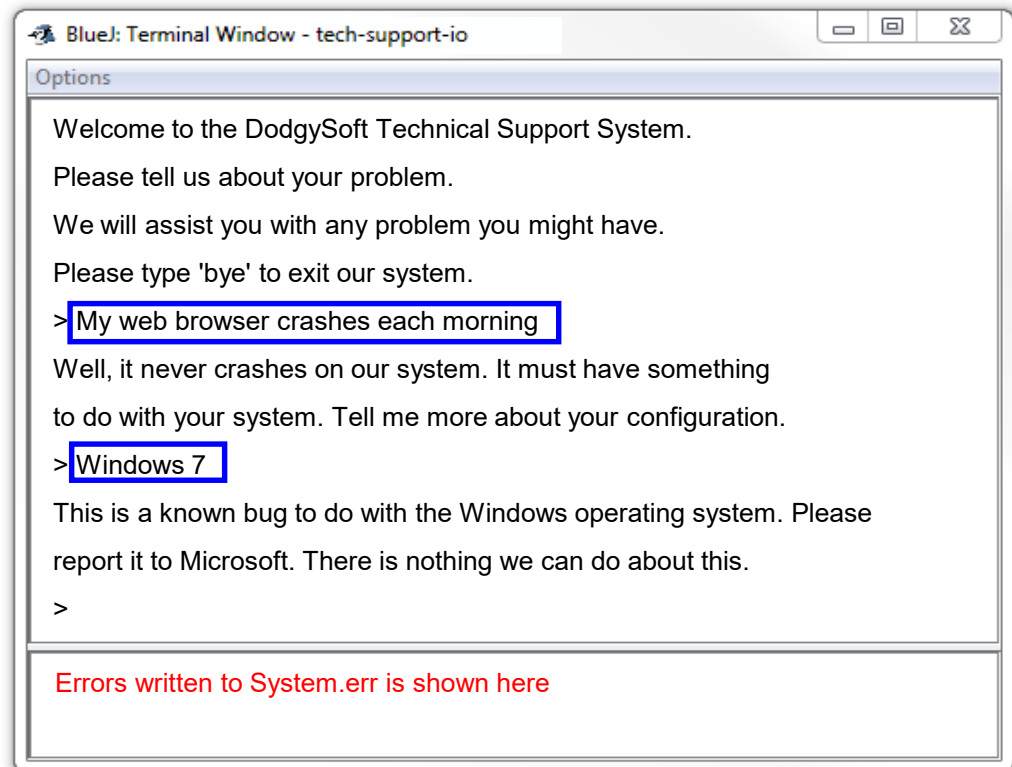 BlueJ: Terminal Window - tech-support-io
Options
Welcome to the DodgySoft Technical Support System.
Please tell us about your problem.
We will assist you with any problem you might have.
Please type 'bye' to exit our system.
> My web browser crashes each morning
Well, it never crashes on our system. It must have something
to do with your system. Tell me more about your configuration.
> Windows 7
This is a known bug to do with the Windows operating system. Please
report it to Microsoft. There is nothing we can do about this.
>
Errors written to System.err is shown here